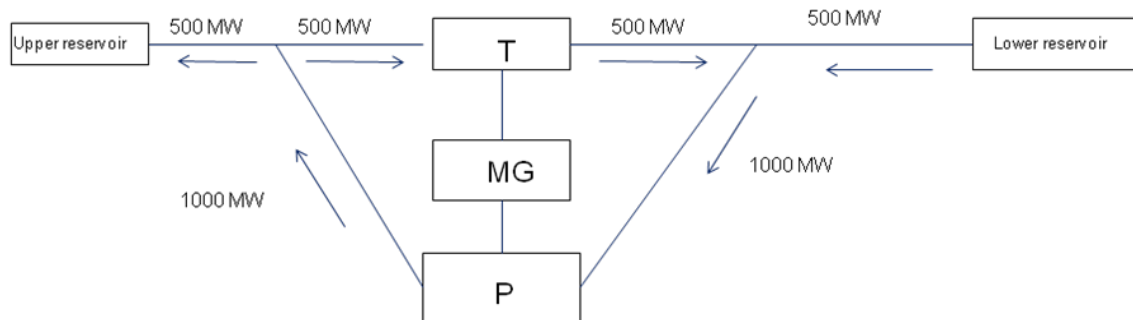 500 MW
500 MW
500 MW
500 MW
Upper reservoir
T
Lower reservoir
MG
1000 MW
1000 MW
P